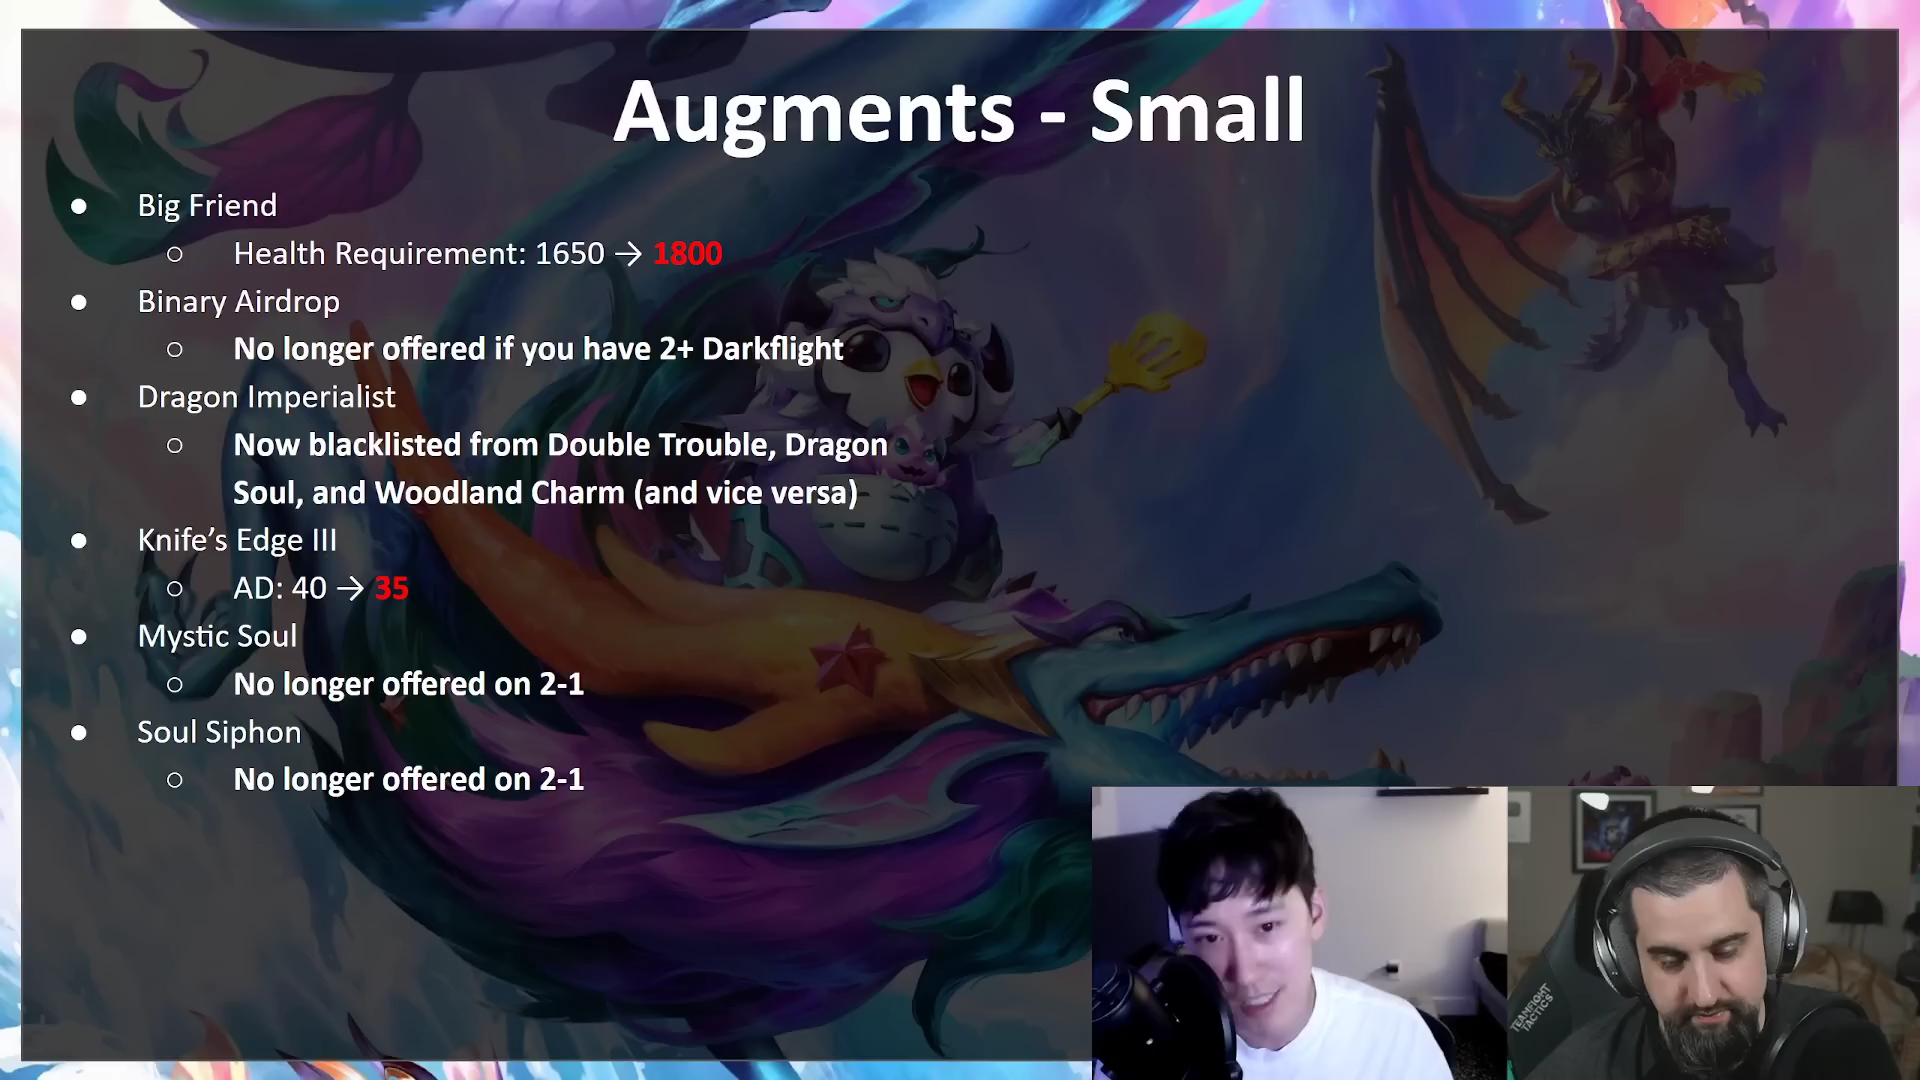 Augments - Small
● Big Friend
○ Health Requirement: 1650 → 1800
● Binary Airdrop
○ No longer offered if you have 2+ Darkflight
● Dragon Imperialist
○ Now blacklisted from Double Trouble, Dragon
Soul, and Woodland Charm (and vice versa)
● Knife’s Edge III
○ AD: 40 → 35
● Mystic Soul
○ No longer offered on 2-1
● Soul Siphon
○ No longer offered on 2-1
TEAMFIGHT
TACTICS